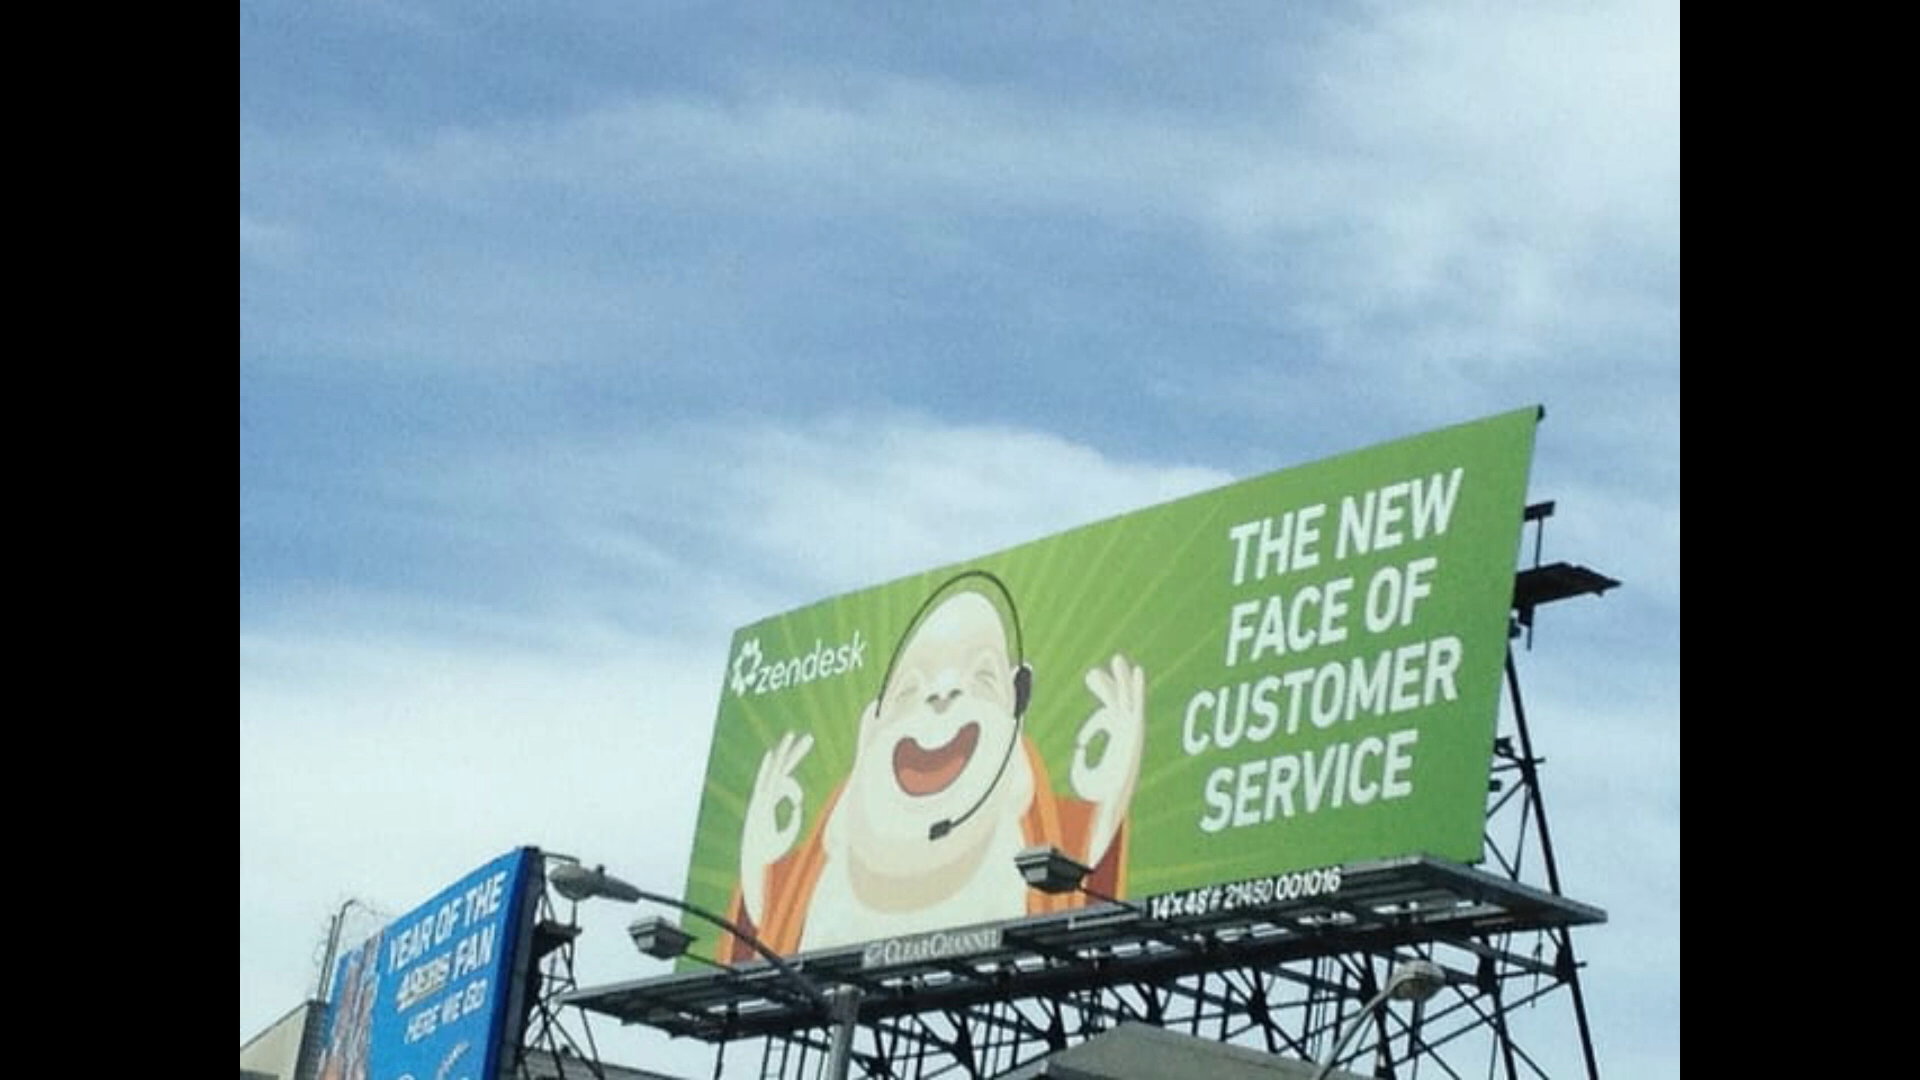 zendesk
THE NEW
FACE OF
CUSTOMER
SERVICE
14'x48'# 21450 001016
CLEAR CHANNEL
YEAR OF THE
49ERS FAN
HERE WE GO